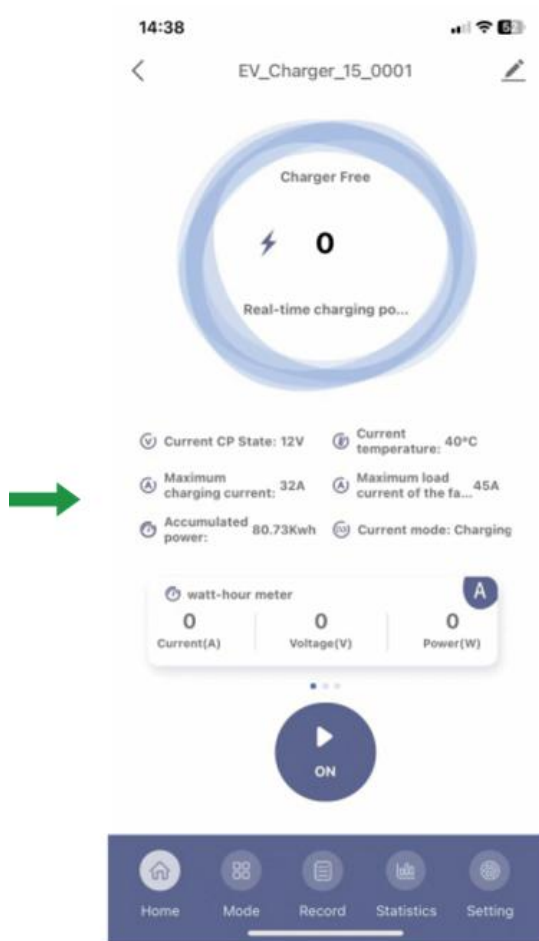 14:38
52
EV_Charger_15_0001
Charger Free
0
Real-time charging po...
Current CP State: 12V
Current
temperature: 40°C
Maximum
charging current: 32A
Maximum load
current of the fa... 45A
Accumulated
power: 80.73Kwh
Current mode: Charging
watt-hour meter
A
0
0
0
Current(A)
Voltage(V)
Power(W)
ON
Home
Mode
Record
Statistics
Setting